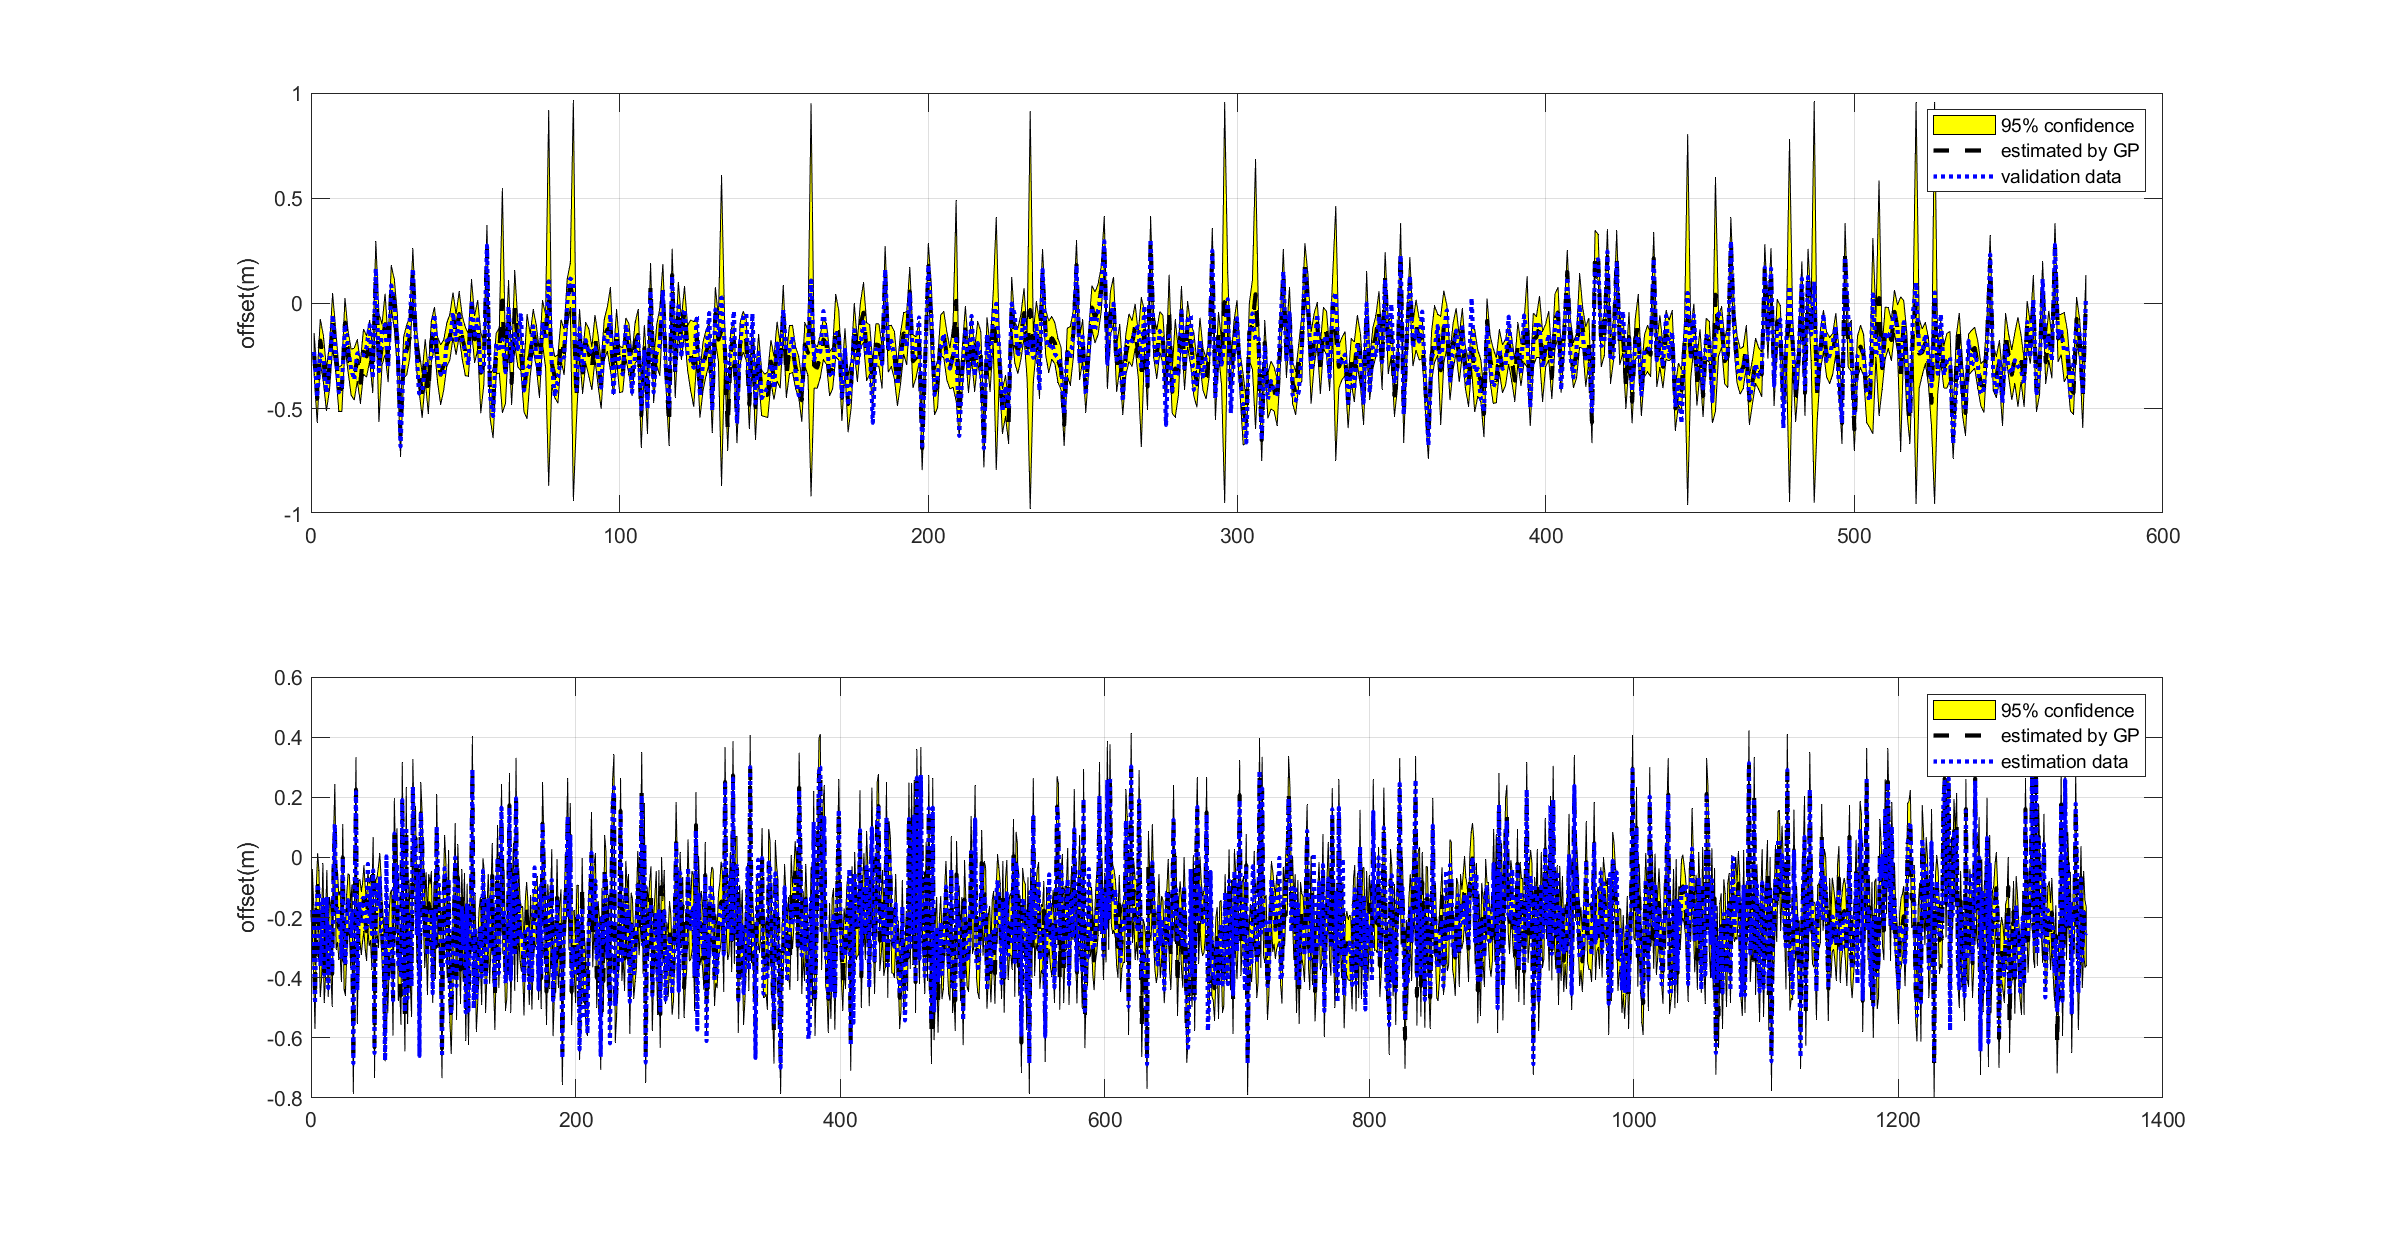 1
0.5
0
-0.5
-1
offset(m)
0 100 200 300 400 500 600
95% confidence
estimated by GP
validation data
0.6
0.4
0.2
0
-0.2
-0.4
-0.6
-0.8
offset(m)
0 200 400 600 800 1000 1200 1400
95% confidence
estimated by GP
estimation data